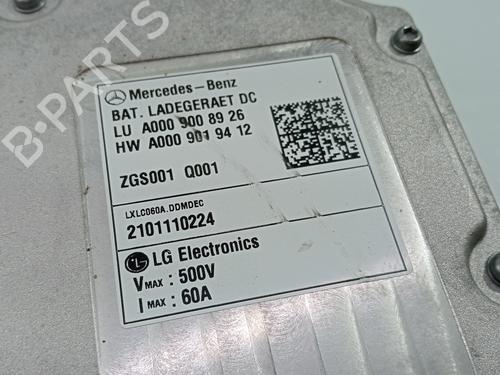 B-PARTS
Mercedes-Benz
BAT. LADEGERAET DC
LU A000 900 89 26
HW A000 901 94 12
ZGS001 Q001
LXLC060A.DDMDEC
2101110224
LG Electronics
VMAX : 500V
IMAX : 60A